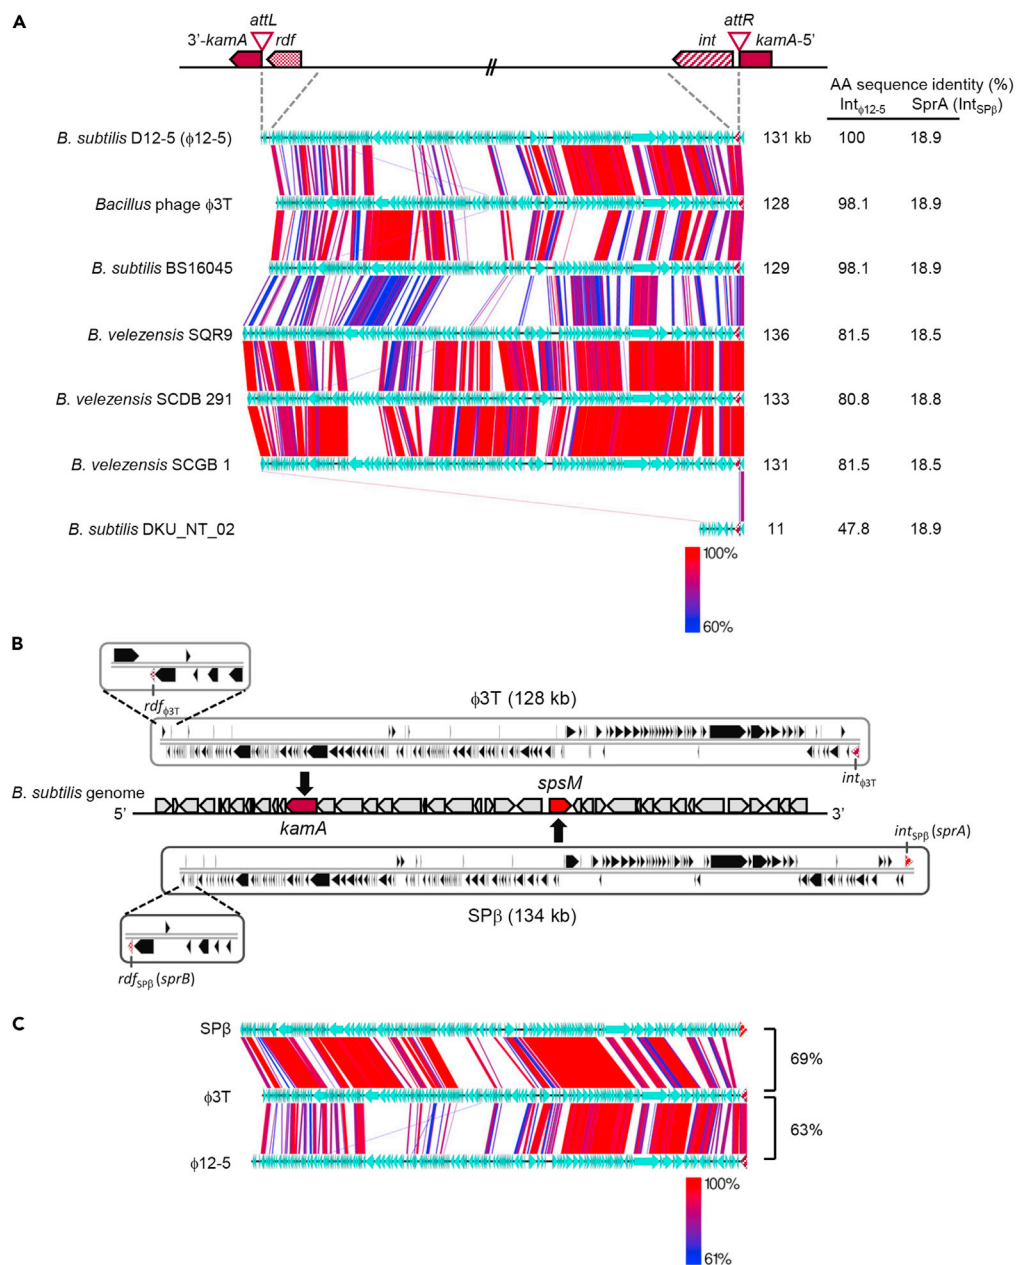 A
attL
attR
3'-kamA
rdf
int
kamA-5'
AA sequence identity (%)
Intϕ12-5 SprA (IntSPβ)
B. subtilis D12-5 (ϕ12-5) 131 kb 100 18.9
Bacillus phage ϕ3T 128 98.1 18.9
B. subtilis BS16045 129 98.1 18.9
B. velezensis SQR9 136 81.5 18.5
B. velezensis SCDB 291 133 80.8 18.8
B. velezensis SCGB 1 131 81.5 18.5
B. subtilis DKU_NT_02 11 47.8 18.9
100%
60%
B
rdfϕ3T
ϕ3T (128 kb)
intϕ3T
B. subtilis genome
spsM
5'
3'
kamA
intSPβ (sprA)
SPβ (134 kb)
rdfSPβ (sprB)
C
SPβ
69%
ϕ3T
63%
ϕ12-5
100%
61%